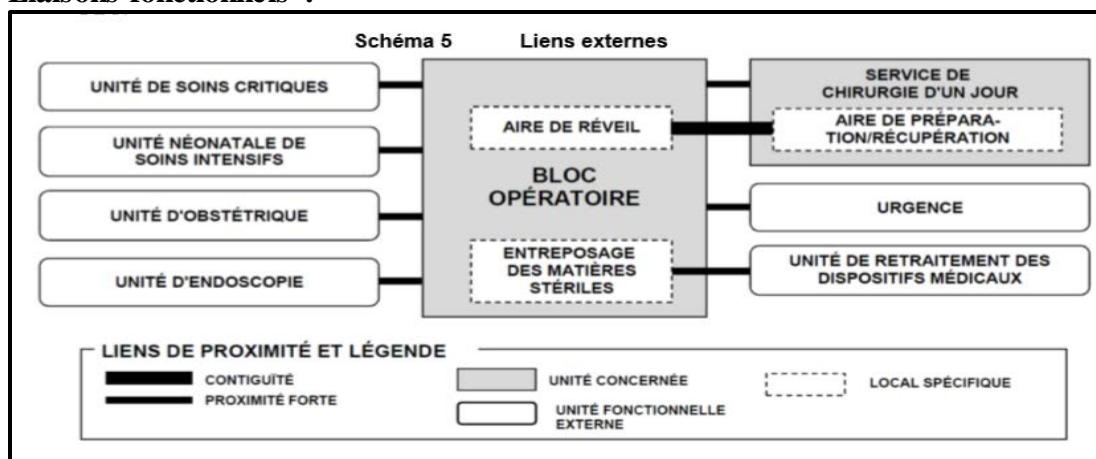 Liaisons fonctionnels :
Schéma 5 Liens externes
UNITÉ DE SOINS CRITIQUES
UNITÉ NÉONATALE DE
SOINS INTENSIFS
UNITÉ D'OBSTÉTRIQUE
UNITÉ D'ENDOSCOPIE
AIRE DE RÉVEIL
BLOC
OPÉRATOIRE
ENTREPOSAGE
DES MATIÈRES
STÉRILES
SERVICE DE
CHIRURGIE D'UN JOUR
AIRE DE PRÉPARA-
TION/RÉCUPÉRATION
URGENCE
UNITÉ DE RETRAITEMENT DES
DISPOSITIFS MÉDICAUX
LIENS DE PROXIMITÉ ET LÉGENDE
CONTIGUÏTÉ
PROXIMITÉ FORTE
UNITÉ CONCERNÉE
UNITÉ FONCTIONNELLE
EXTERNE
LOCAL SPÉCIFIQUE